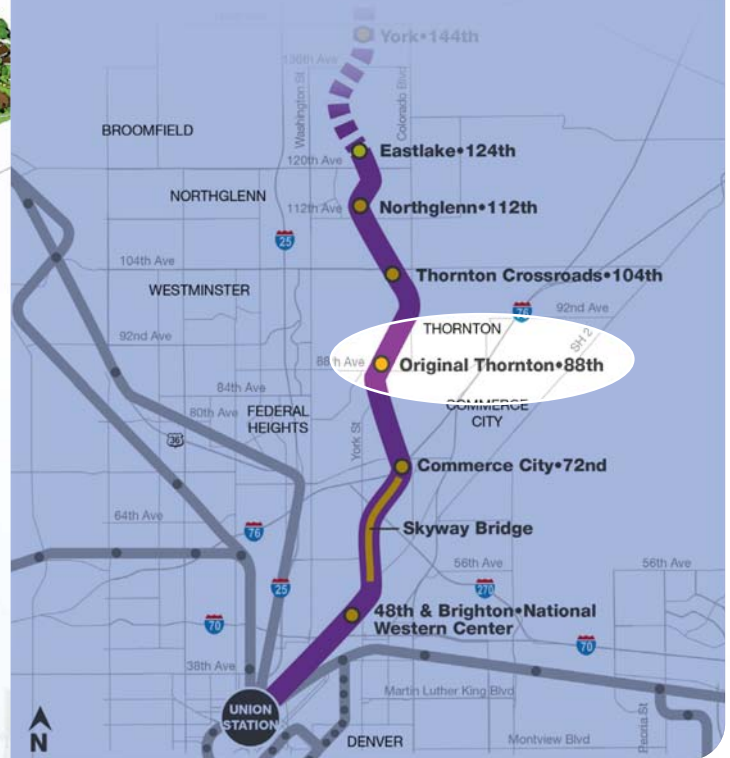 York•144th
136th Ave
Washington St
Colorado Blvd
BROOMFIELD
Eastlake•124th
120th Ave
NORTHGLENN
112th Ave
Northglenn•112th
25
104th Ave
Thornton Crossroads•104th
WESTMINSTER
76
92nd Ave
THORNTON
SH 2
92nd Ave
88th Ave
Original Thornton•88th
84th Ave
COMMERCE
CITY
80th Ave
FEDERAL
HEIGHTS
36
York St
Commerce City•72nd
64th Ave
Skyway Bridge
76
56th Ave
56th Ave
25
270
48th & Brighton•National
Western Center
70
70
38th Ave
Martin Luther King Blvd
UNION
STATION
Peoria St
N
DENVER
Montview Blvd